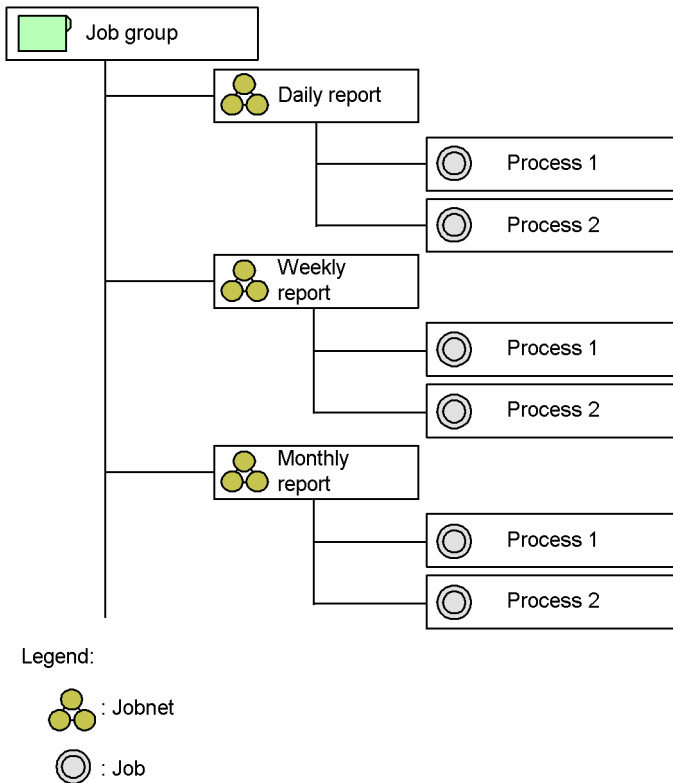 Job group
Daily report
Process 1
Process 2
Weekly
report
Process 1
Process 2
Monthly
report
Process 1
Process 2
Legend:
: Jobnet
: Job